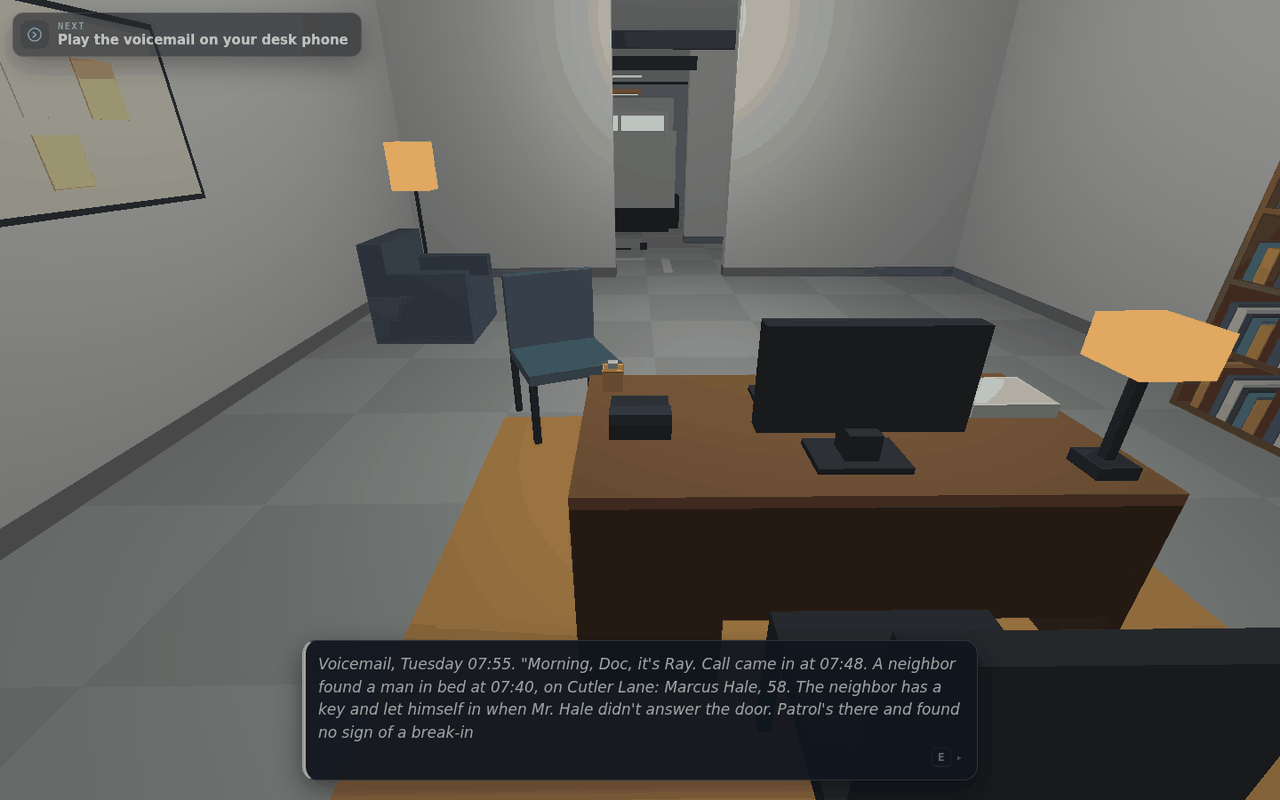 NEXT
Play the voicemail on your desk phone
Voicemail, Tuesday 07:55. "Morning, Doc, it's Ray. Call came in at 07:48. A neighbor
found a man in bed at 07:40, on Cutler Lane: Marcus Hale, 58. The neighbor has a
key and let himself in when Mr. Hale didn't answer the door. Patrol's there and found
no sign of a break-in
E